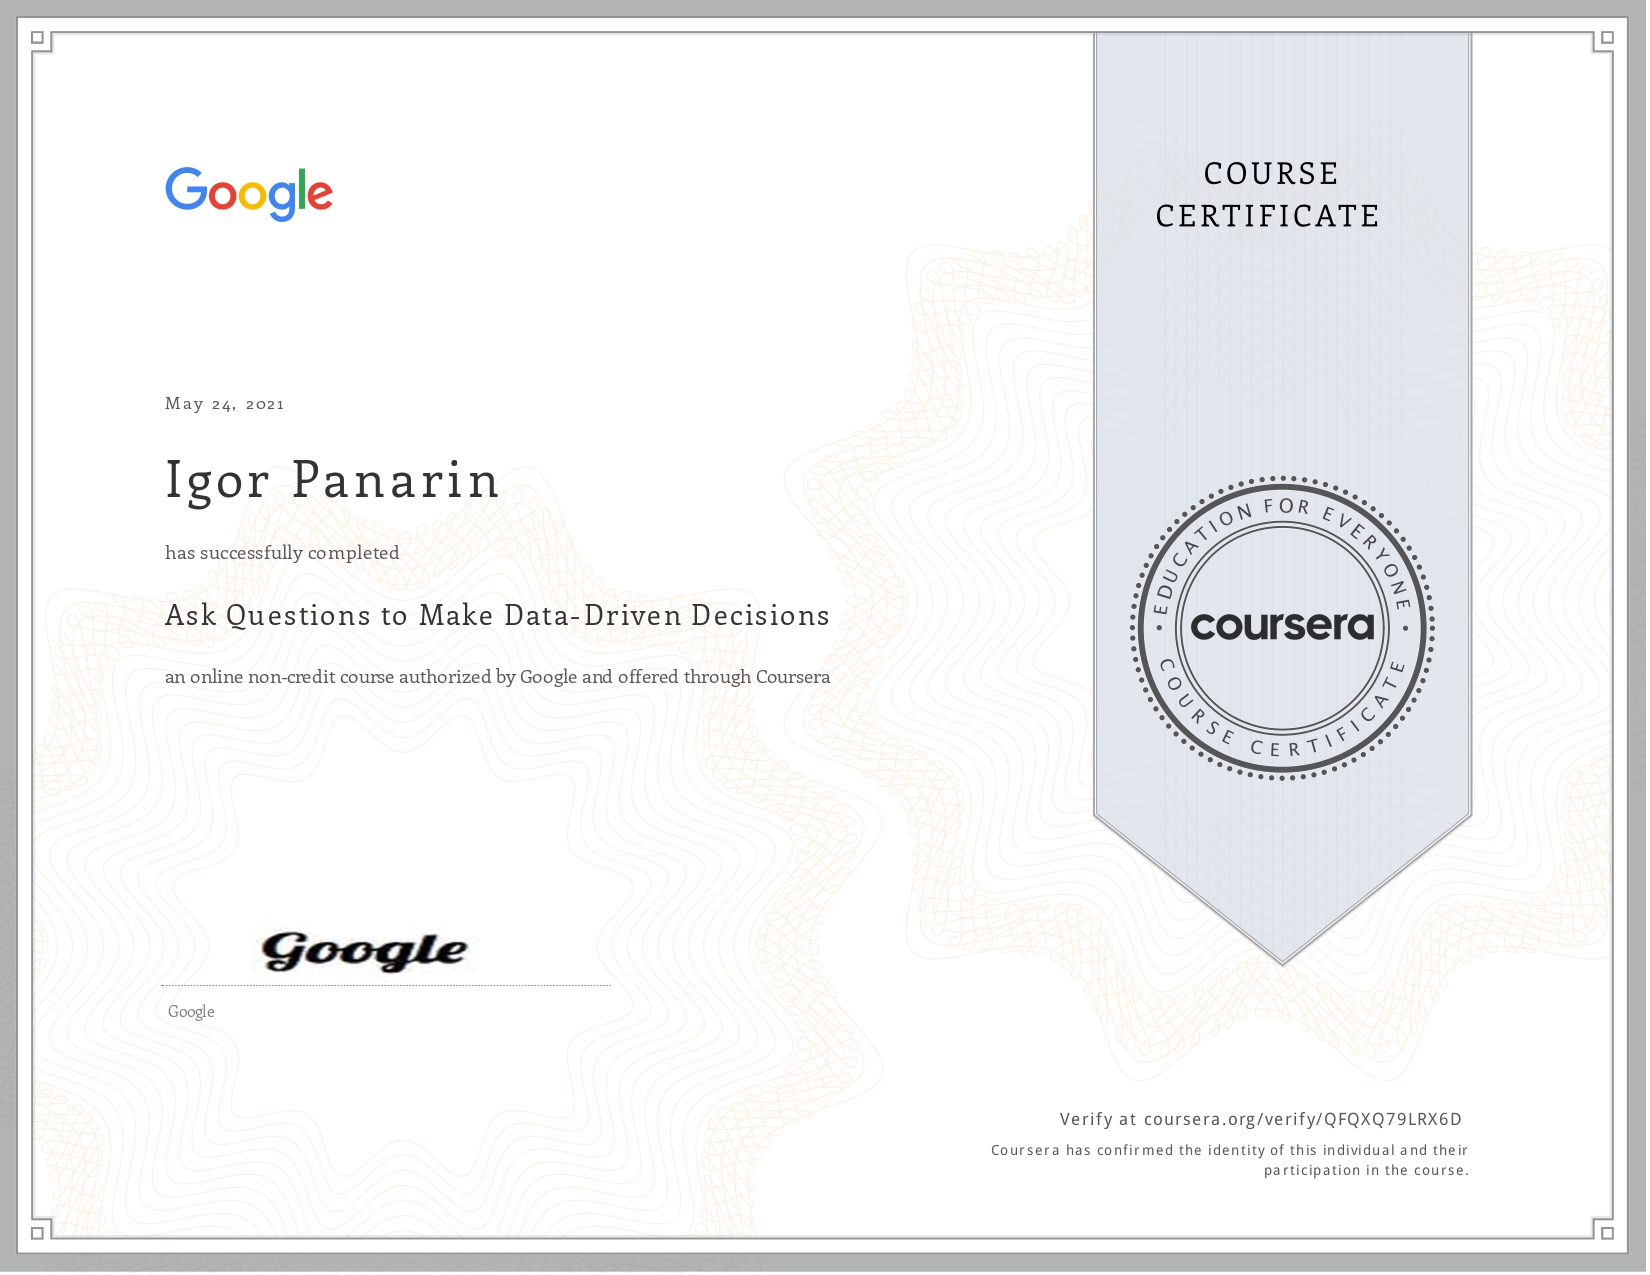 Google
COURSE
CERTIFICATE
May 24, 2021
Igor Panarin
has successfully completed
Ask Questions to Make Data-Driven Decisions
an online non-credit course authorized by Google and offered through Coursera
EDUCATION FOR EVERYONE
coursera
COURSE CERTIFICATE
Google
Google
Verify at coursera.org/verify/QFQXQ79LRX6D
Coursera has confirmed the identity of this individual and their
participation in the course.